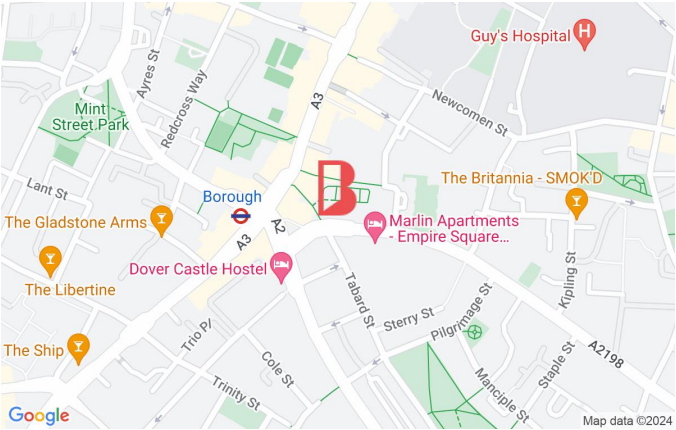 Guy's Hospital
H
Ayres St
A3
Redcross Way
Newcomen St
Mint
Street Park
B
The Britannia - SMOK'D
Lant St
Borough
The Gladstone Arms
A2
A3
Marlin Apartments
- Empire Square...
Dover Castle Hostel
Kipling St
The Libertine
Tabard St
Pilgrimage St
Sterry St
Trio Pl
The Ship
A2198
Cole St
Staple St
Manciple St
Trinity St
Google
Map data ©2024